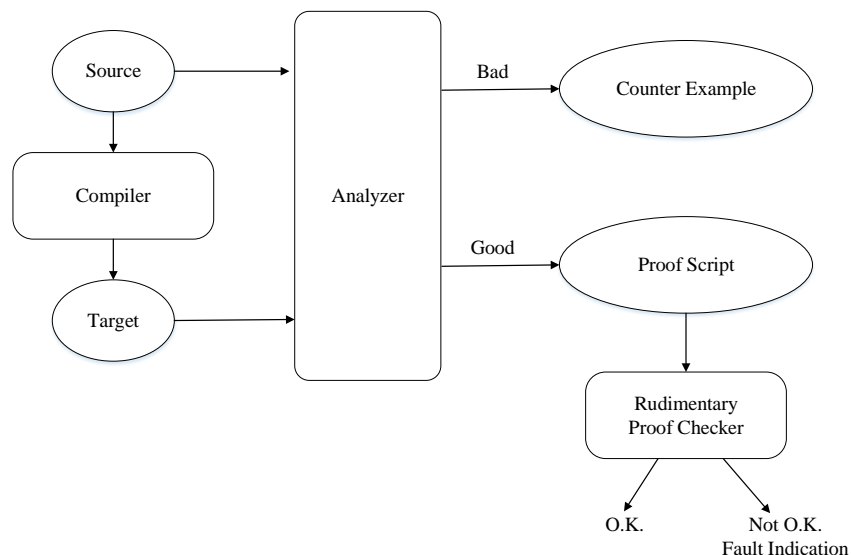 Source
Compiler
Target
Analyzer
Bad
Counter Example
Good
Proof Script
Rudimentary
Proof Checker
O.K.
Not O.K.
Fault Indication